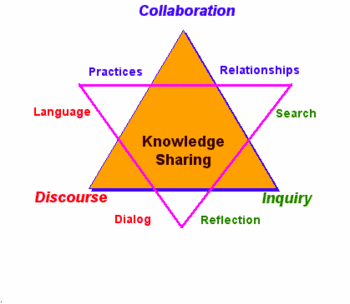 Collaboration
Practices
Relationships
Language
Search
Knowledge
Sharing
Discourse
Inquiry
Dialog
Reflection